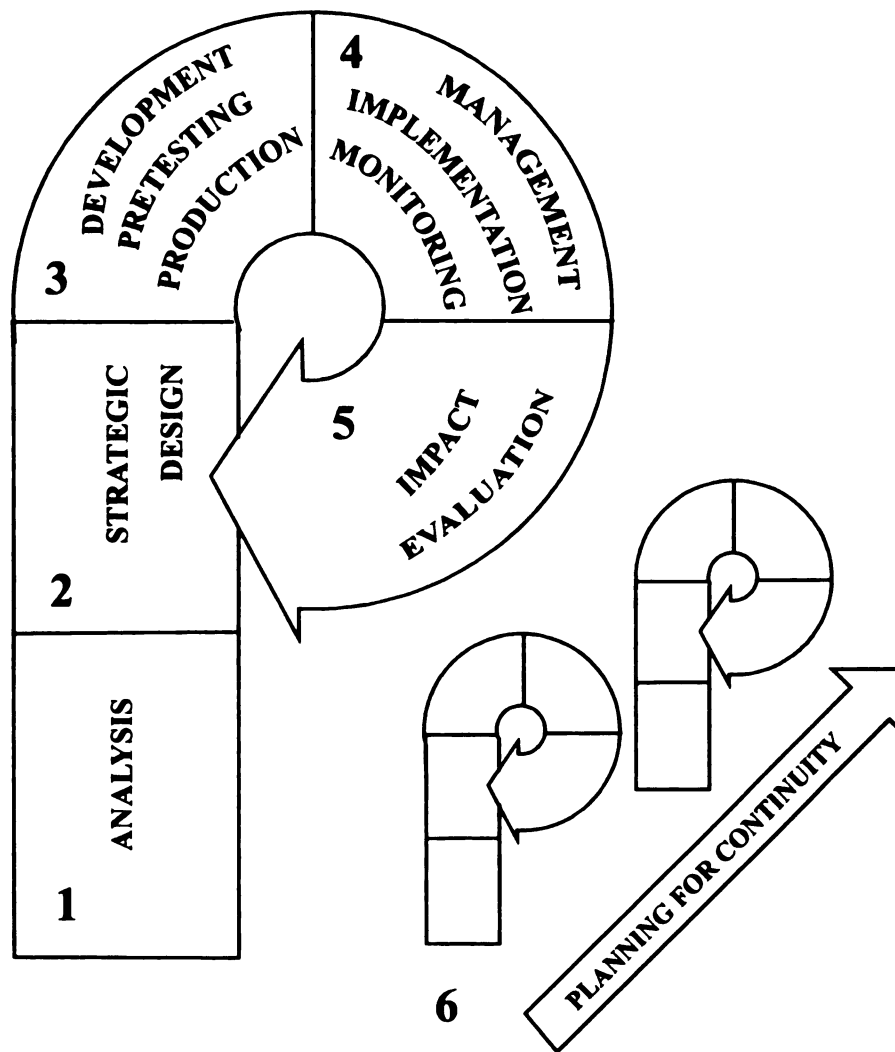 1
ANALYSIS
2
STRATEGIC
DESIGN
3
DEVELOPMENT
PRETESTING
PRODUCTION
4
MANAGEMENT
IMPLEMENTATION
MONITORING
5
IMPACT
EVALUATION
6
PLANNING FOR CONTINUITY